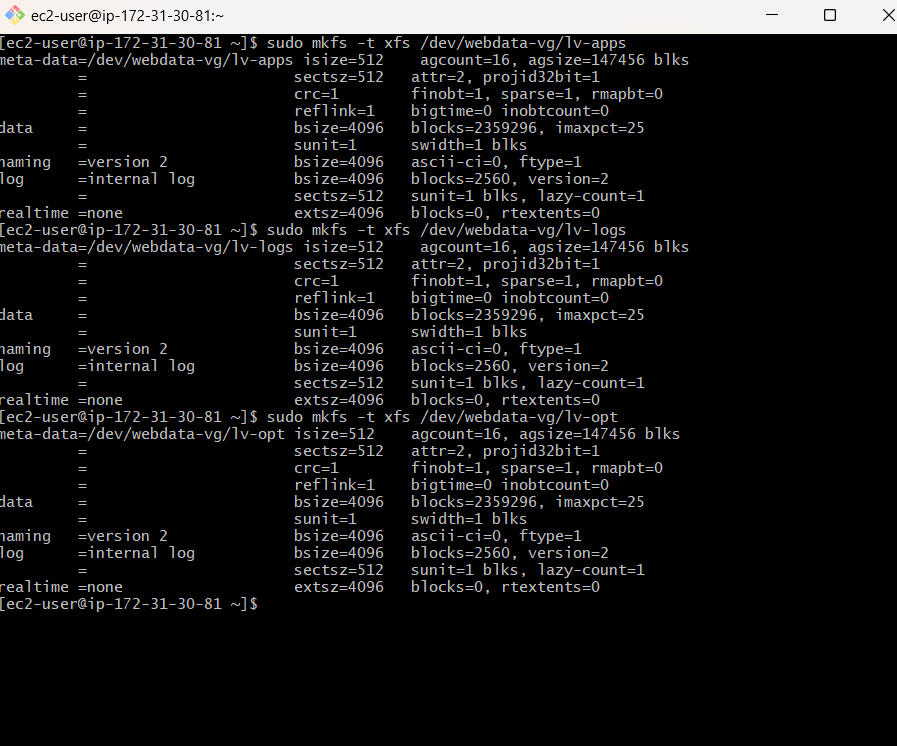 ec2-user@ip-172-31-30-81:~
[ec2-user@ip-172-31-30-81 ~]$ sudo mkfs -t xfs /dev/webdata-vg/lv-apps
meta-data=/dev/webdata-vg/lv-apps isize=512    agcount=16, agsize=147456 blks
         =                       sectsz=512   attr=2, projid32bit=1
         =                       crc=1        finobt=1, sparse=1, rmapbt=0
         =                       reflink=1    bigtime=0 inobtcount=0
data     =                       bsize=4096   blocks=2359296, imaxpct=25
         =                       sunit=1      swidth=1 blks
naming   =version 2              bsize=4096   ascii-ci=0, ftype=1
log      =internal log           bsize=4096   blocks=2560, version=2
         =                       sectsz=512   sunit=1 blks, lazy-count=1
realtime =none                   extsz=4096   blocks=0, rtextents=0
[ec2-user@ip-172-31-30-81 ~]$ sudo mkfs -t xfs /dev/webdata-vg/lv-logs
meta-data=/dev/webdata-vg/lv-logs isize=512    agcount=16, agsize=147456 blks
         =                       sectsz=512   attr=2, projid32bit=1
         =                       crc=1        finobt=1, sparse=1, rmapbt=0
         =                       reflink=1    bigtime=0 inobtcount=0
data     =                       bsize=4096   blocks=2359296, imaxpct=25
         =                       sunit=1      swidth=1 blks
naming   =version 2              bsize=4096   ascii-ci=0, ftype=1
log      =internal log           bsize=4096   blocks=2560, version=2
         =                       sectsz=512   sunit=1 blks, lazy-count=1
realtime =none                   extsz=4096   blocks=0, rtextents=0
[ec2-user@ip-172-31-30-81 ~]$ sudo mkfs -t xfs /dev/webdata-vg/lv-opt
meta-data=/dev/webdata-vg/lv-opt isize=512    agcount=16, agsize=147456 blks
         =                       sectsz=512   attr=2, projid32bit=1
         =                       crc=1        finobt=1, sparse=1, rmapbt=0
         =                       reflink=1    bigtime=0 inobtcount=0
data     =                       bsize=4096   blocks=2359296, imaxpct=25
         =                       sunit=1      swidth=1 blks
naming   =version 2              bsize=4096   ascii-ci=0, ftype=1
log      =internal log           bsize=4096   blocks=2560, version=2
         =                       sectsz=512   sunit=1 blks, lazy-count=1
realtime =none                   extsz=4096   blocks=0, rtextents=0
[ec2-user@ip-172-31-30-81 ~]$